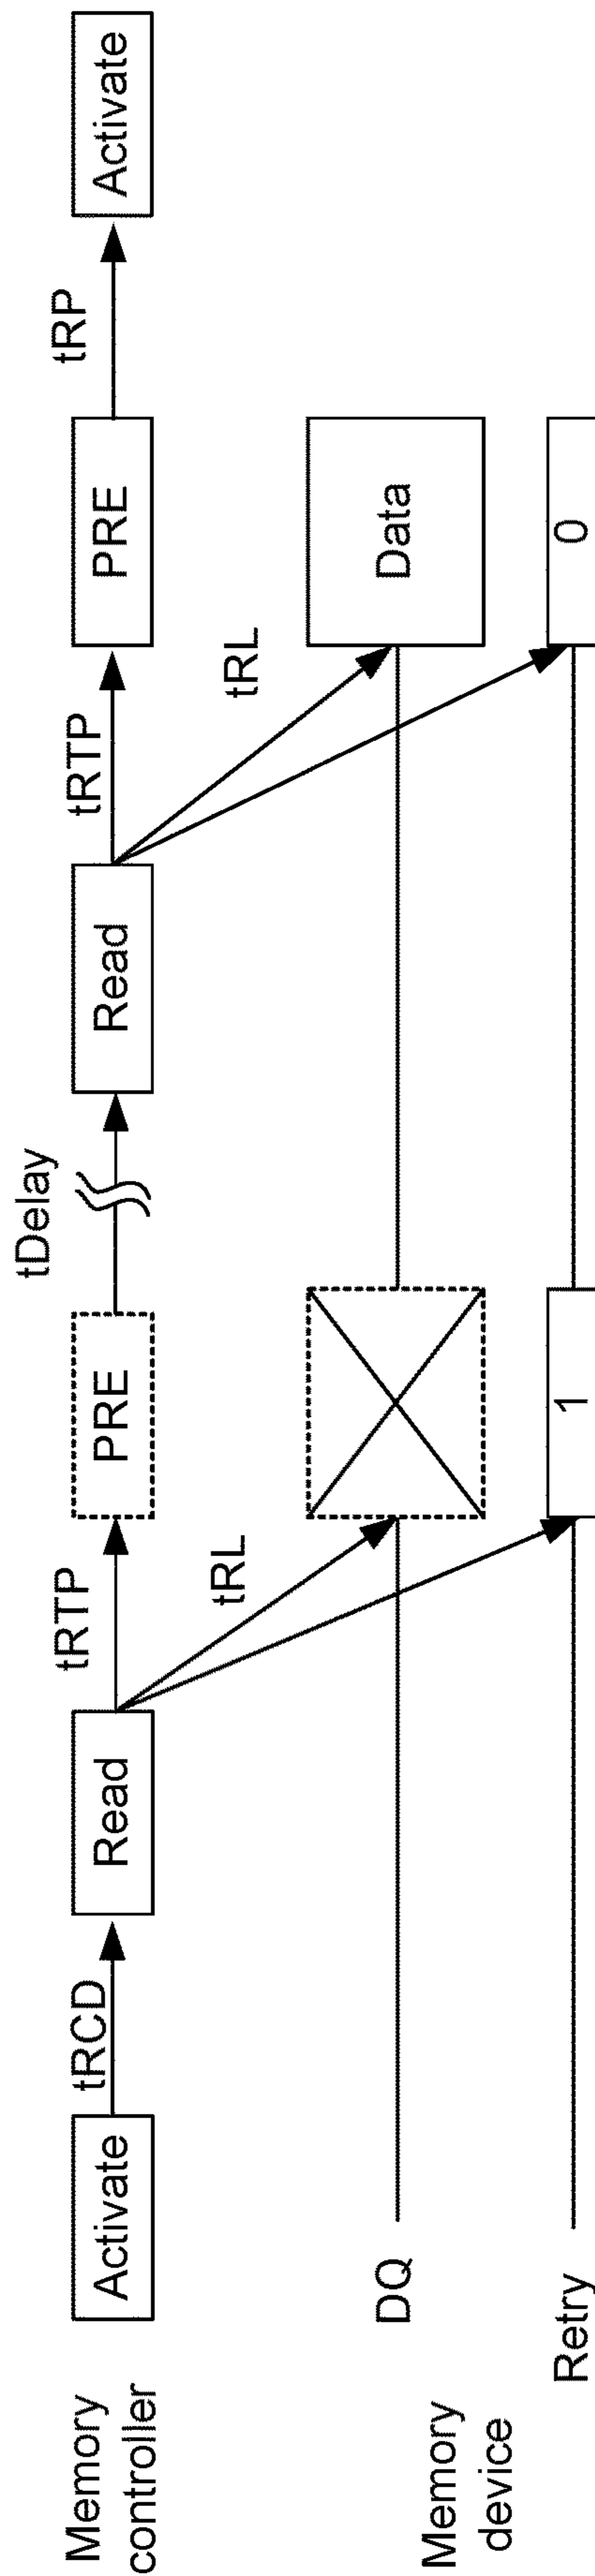 Memory
controller
Activate
tRCD
Read
tRTP
PRE
tDelay
Read
tRTP
PRE
tRP
Activate
tRL
tRL
Memory
device
DQ
Data
Retry
1
0